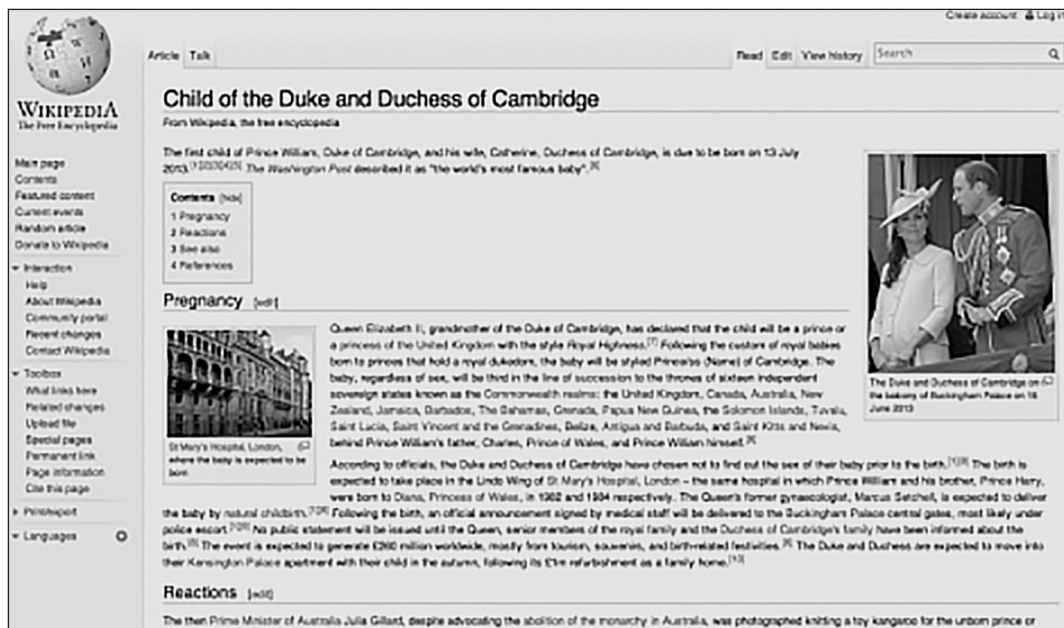 Create account Log in
Article Talk
Read Edit View history Search
WIKIPEDIA
The Free Encyclopedia
Main page
Contents
Featured content
Current events
Random article
Donate to Wikipedia
Interaction
Help
About Wikipedia
Community portal
Recent changes
Contact Wikipedia
Toolbox
What links here
Related changes
Upload file
Special pages
Permanent link
Page information
Cite this page
Print/export
Languages
Child of the Duke and Duchess of Cambridge
From Wikipedia, the free encyclopedia
The first child of Prince William, Duke of Cambridge, and his wife, Catherine, Duchess of Cambridge, is due to be born on 13 July
2013.[1][2][3][4][5] The Washington Post described it as "the world's most famous baby".[6]
Contents [hide]
1 Pregnancy
2 Reactions
3 See also
4 References
The Duke and Duchess of Cambridge on
the balcony of Buckingham Palace on
June 2013
Pregnancy [edit]
St Mary's Hospital, London,
where the baby is expected to be
born
Queen Elizabeth II, grandmother of the Duke of Cambridge, has declared that the child will be a prince or
a princess of the United Kingdom with the style Royal Highness.[7] Following the custom of royal babies
born to princes that hold a royal dukedom, the baby will be styled Prince/ss (Name) of Cambridge. The
baby, regardless of sex, will be third in the line of succession to the thrones of sixteen independent
sovereign states known as the Commonwealth realms: the United Kingdom, Canada, Australia, New
Zealand, Jamaica, Barbados, The Bahamas, Grenada, Papua New Guinea, the Solomon Islands, Tuvalu,
Saint Lucia, Saint Vincent and the Grenadines, Belize, Antigua and Barbuda, and Saint Kitts and Nevis,
behind Prince William's father, Charles, Prince of Wales, and Prince William himself.
According to officials, the Duke and Duchess of Cambridge have chosen not to find out the sex of their baby prior to the birth. The birth is
expected to take place in the Lindo Wing of St Mary's Hospital, London – the same hospital in which Prince William and his brother, Prince Harry,
were born to Diana, Princess of Wales, in 1982 and 1984 respectively. The Queen's former gynaecologist, Marcus Setchell, is expected to deliver
the baby by natural childbirth. Following the birth, an official announcement signed by medical staff will be delivered to the Buckingham Palace central gates, most likely under
police escort. No public statement will be issued until the Queen, senior members of the royal family and the Duchess of Cambridge's family have been informed about the
birth. The event is expected to generate £260 million worldwide, mostly from tourism, souvenirs, and birth-related festivities. The Duke and Duchess are expected to move into
their Kensington Palace apartment with their child in the autumn, following its £1m refurbishment as a family home.[10]
Reactions [edit]
The then Prime Minister of Australia Julia Gillard, despite advocating the abolition of the monarchy in Australia, was photographed knitting a toy kangaroo for the unborn prince or